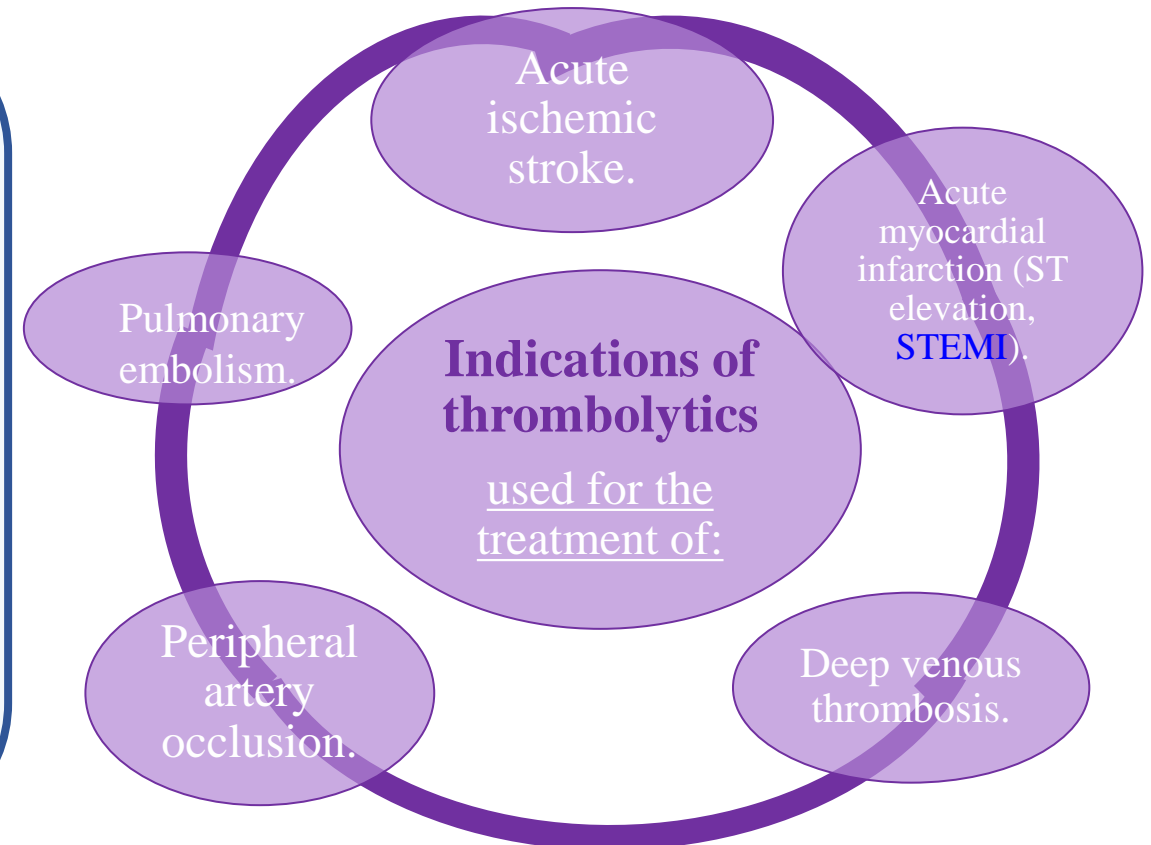 Acute
ischemic
stroke.
Acute
myocardial
infarction (ST
elevation,
STEMI).
Pulmonary
embolism.
Indications of
thrombolytics
used for the
treatment of:
Peripheral
artery
occlusion.
Deep venous
thrombosis.